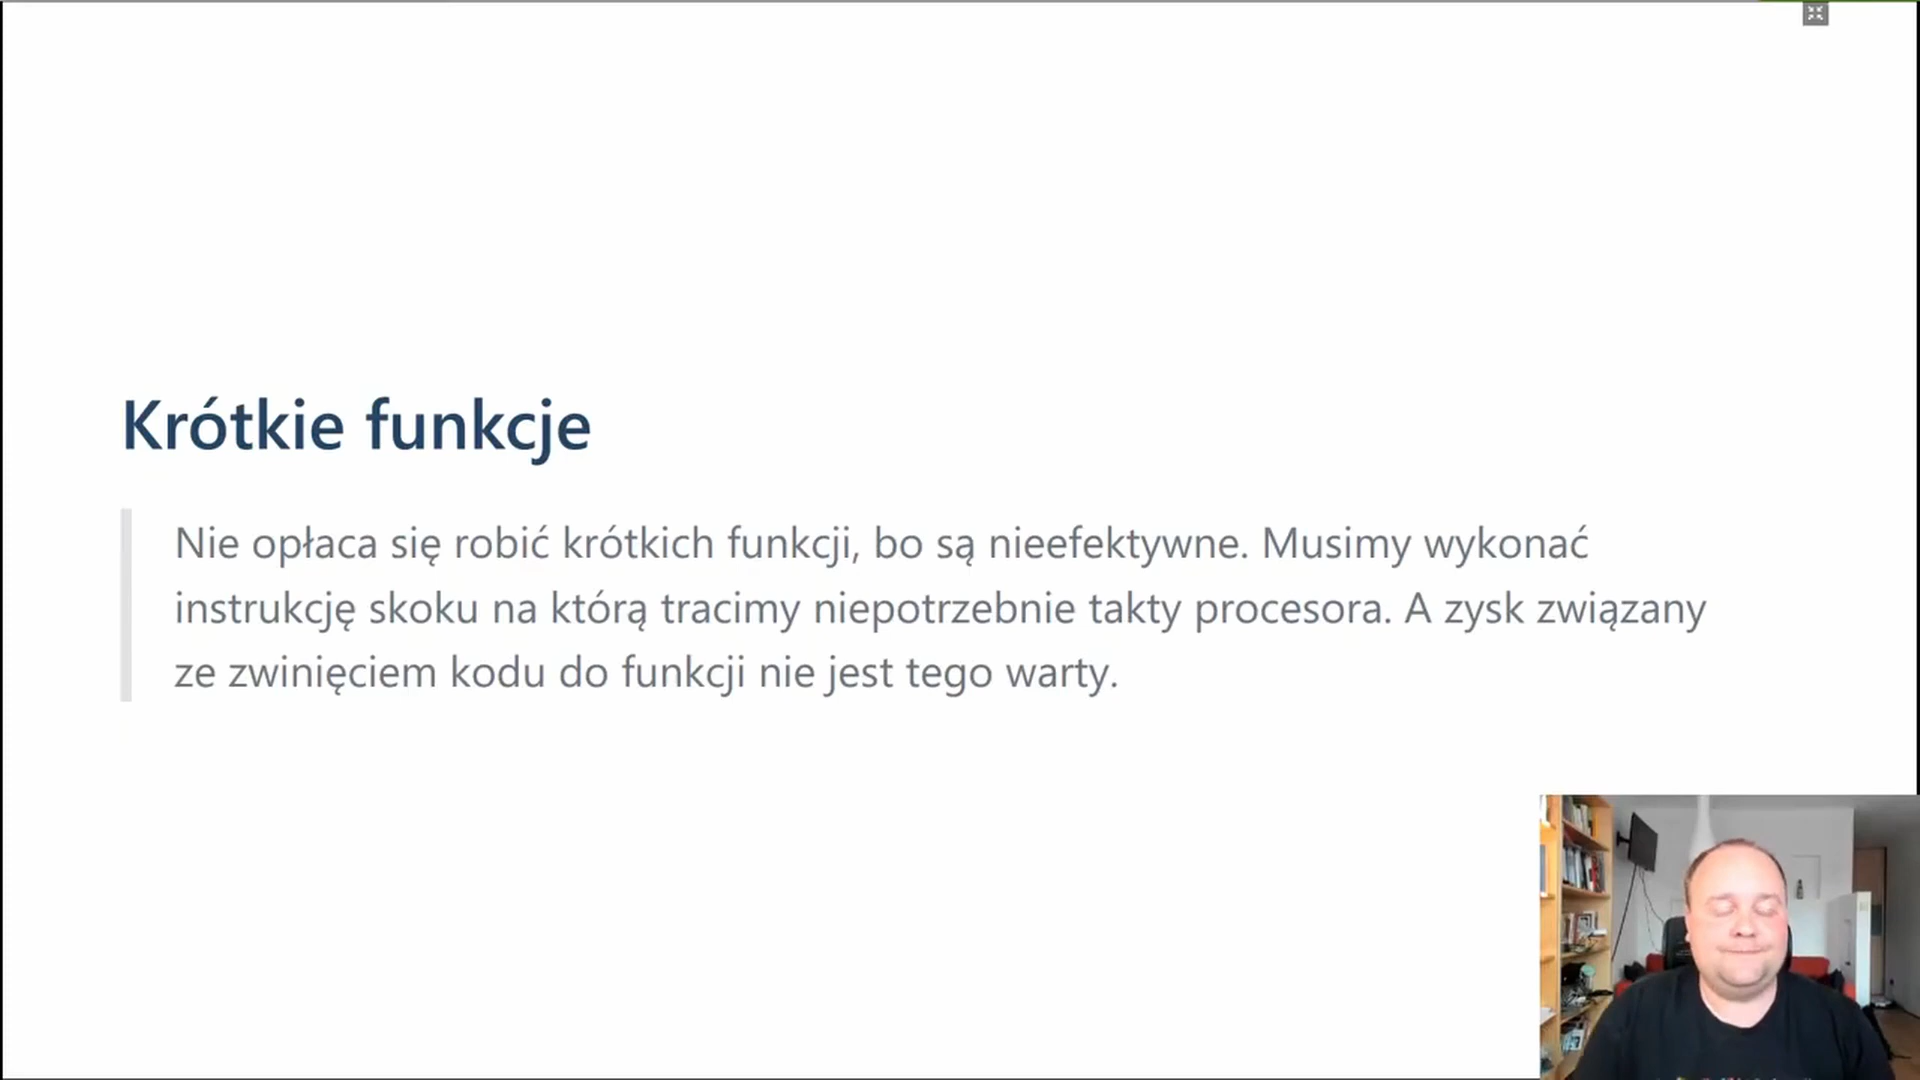 Krótkie funkcje
Nie opłaca się robić krótkich funkcji, bo są nieefektywne. Musimy wykonać
instrukcję skoku na którą tracimy niepotrzebnie takty procesora. A zysk związany
ze zwinięciem kodu do funkcji nie jest tego warty.